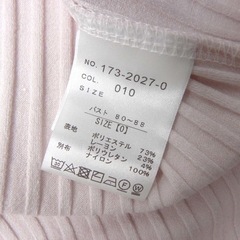 NO. 173-2027-0
COL 010
SIZE
バスト 80~88
SIZE [0]
表地 ポリエステル 73%
レーヨン 23%
ポリウレタン 4%
別布 ナイロン 100%